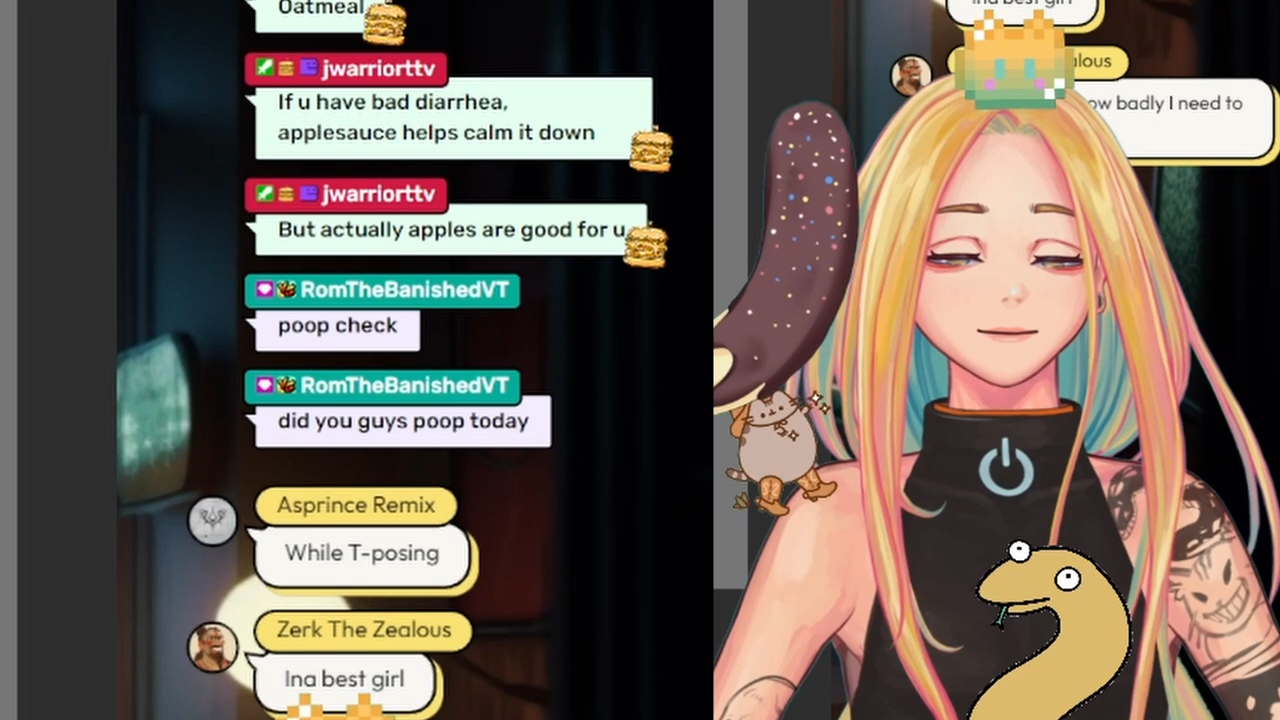 Oatmeal
jwarriorttv
If u have bad diarrhea,
applesauce helps calm it down
jwarriorttv
But actually apples are good for u
RomTheBanishedVT
poop check
RomTheBanishedVT
did you guys poop today
Asprince Remix
While T-posing
Zerk The Zealous
Ina best girl
Ina best girl
alous
ow badly I need to